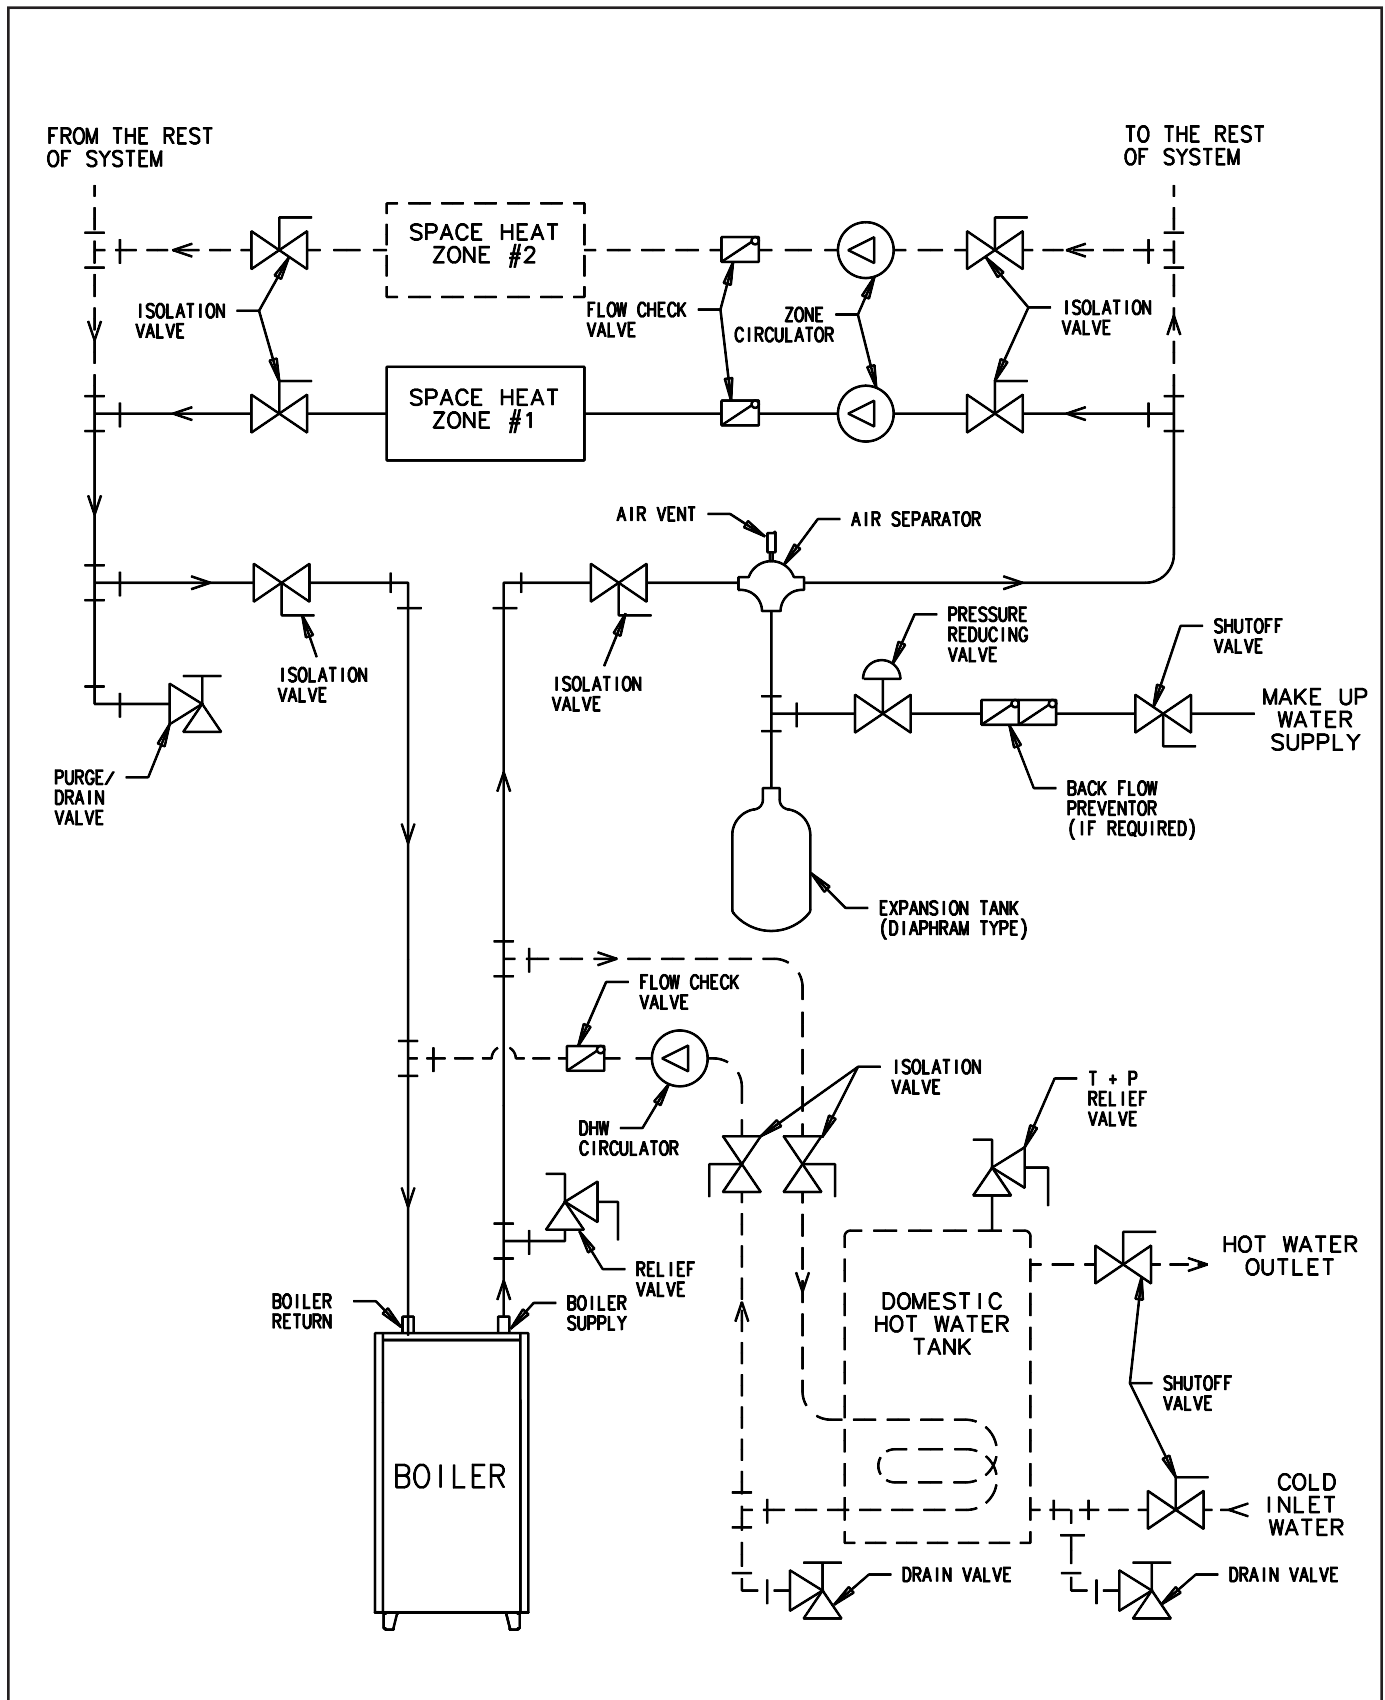 FROM THE REST
OF SYSTEM
TO THE REST
OF SYSTEM
SPACE HEAT
ZONE #2
ISOLATION
VALVE
FLOW CHECK
VALVE
ZONE
CIRCULATOR
ISOLATION
VALVE
SPACE HEAT
ZONE #1
AIR VENT
AIR SEPARATOR
PRESSURE
REDUCING
VALVE
SHUTOFF
VALVE
ISOLATION
VALVE
ISOLATION
VALVE
MAKE UP
WATER
SUPPLY
PURGE/
DRAIN
VALVE
BACK FLOW
PREVENTOR
(IF REQUIRED)
EXPANSION TANK
(DIAPHRAM TYPE)
FLOW CHECK
VALVE
ISOLATION
VALVE
T + P
RELIEF
VALVE
DHW
CIRCULATOR
RELIEF
VALVE
HOT WATER
OUTLET
BOILER
RETURN
BOILER
SUPPLY
DOMESTIC
HOT WATER
TANK
SHUTOFF
VALVE
BOILER
COLD
INLET
WATER
DRAIN VALVE
DRAIN VALVE